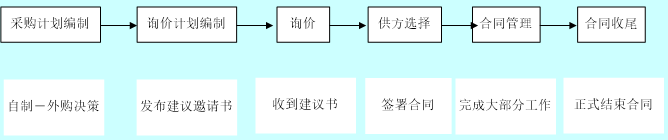 采购计划编制
询价计划编制
询价
供方选择
合同管理
合同收尾
自制－外购决策
发布建议邀请书
收到建议书
签署合同
完成大部分工作
正式结束合同